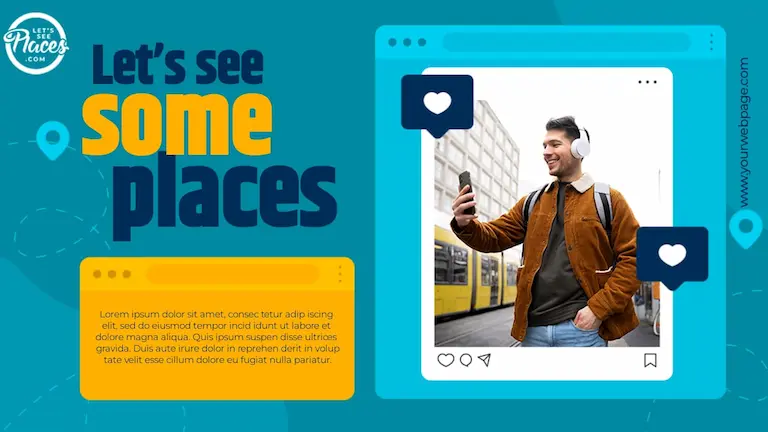 LET'S
SEE
Places
.COM
Let's see
some
places
www.yourwebpage.com
Lorem ipsum dolor sit amet, consec tetur adip iscing
elit, sed do eiusmod tempor incid idunt ut labore et
dolore magna aliqua. Quis ipsum suspen disse ultrices
gravida. Duis aute irure dolor in reprehen derit in volup
tate velit esse cillum dolore eu fugiat nulla pariatur.